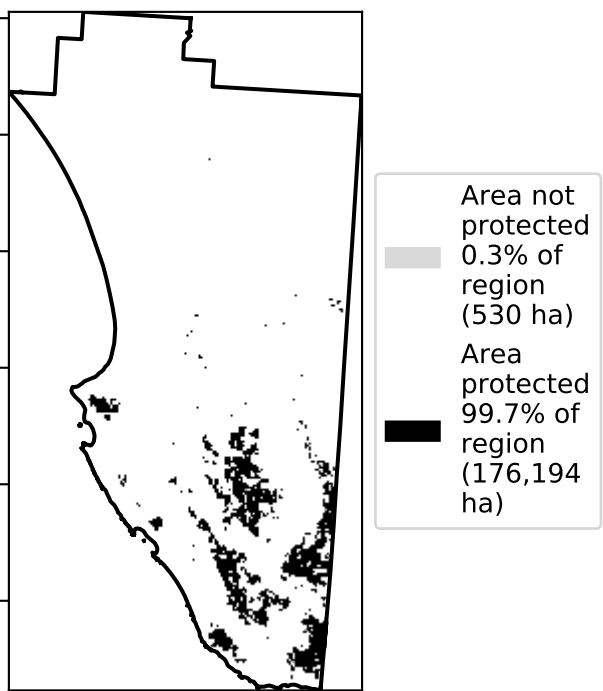 Area not
protected
0.3% of
region
(530 ha)
Area
protected
99.7% of
region
(176,194
ha)